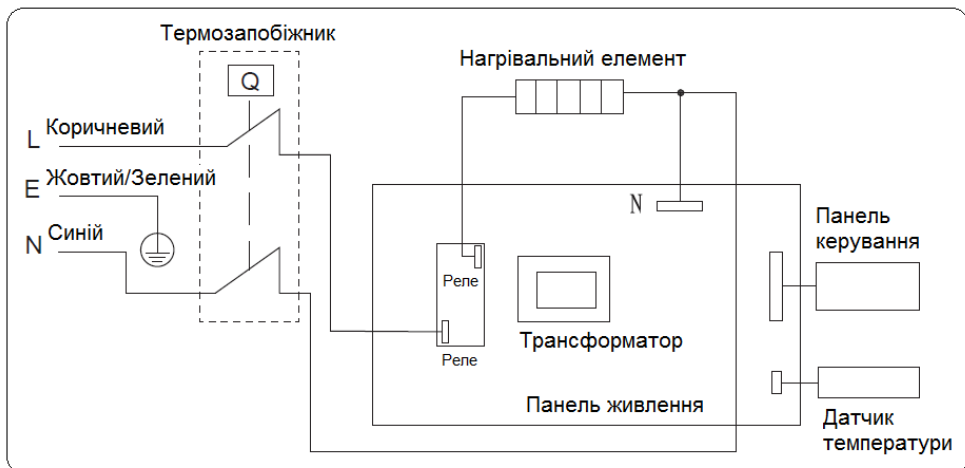 Термозапобіжник
Нагрівальний елемент
Q
L Коричневий
E Жовтий/Зелений
N Синій
N
Панель
керування
Реле
Трансформатор
Реле
Панель живлення
Датчик
температури